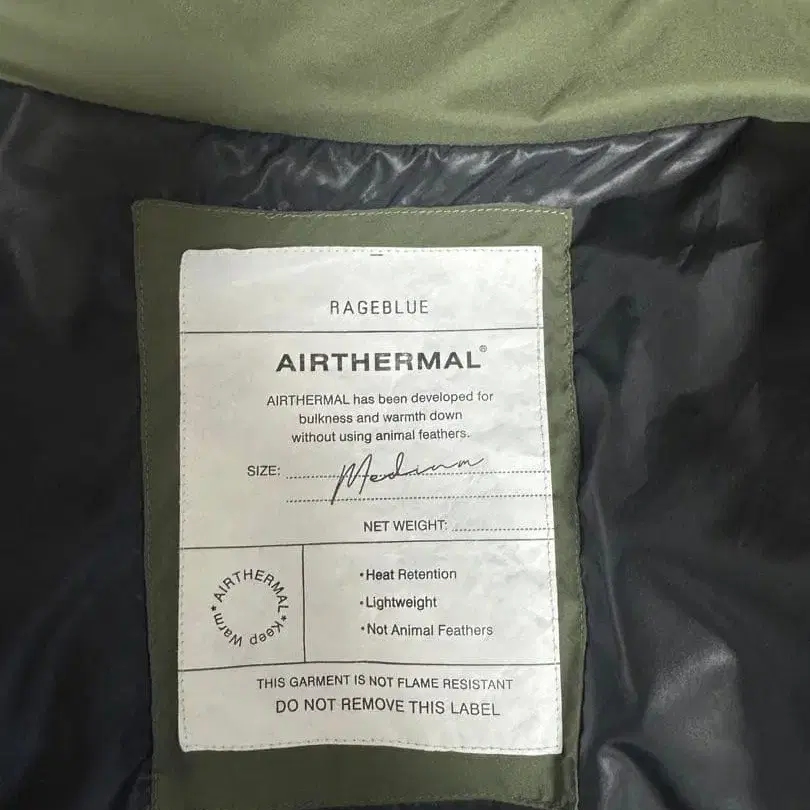 RAGEBLUE
AIRTHERMAL®
AIRTHERMAL has been developed for
bulkness and warmth down
without using animal feathers.
SIZE: Medium
NET WEIGHT:
*AIRTHERMAL* Keep Warm
•Heat Retention
•Lightweight
•Not Animal Feathers
THIS GARMENT IS NOT FLAME RESISTANT
DO NOT REMOVE THIS LABEL